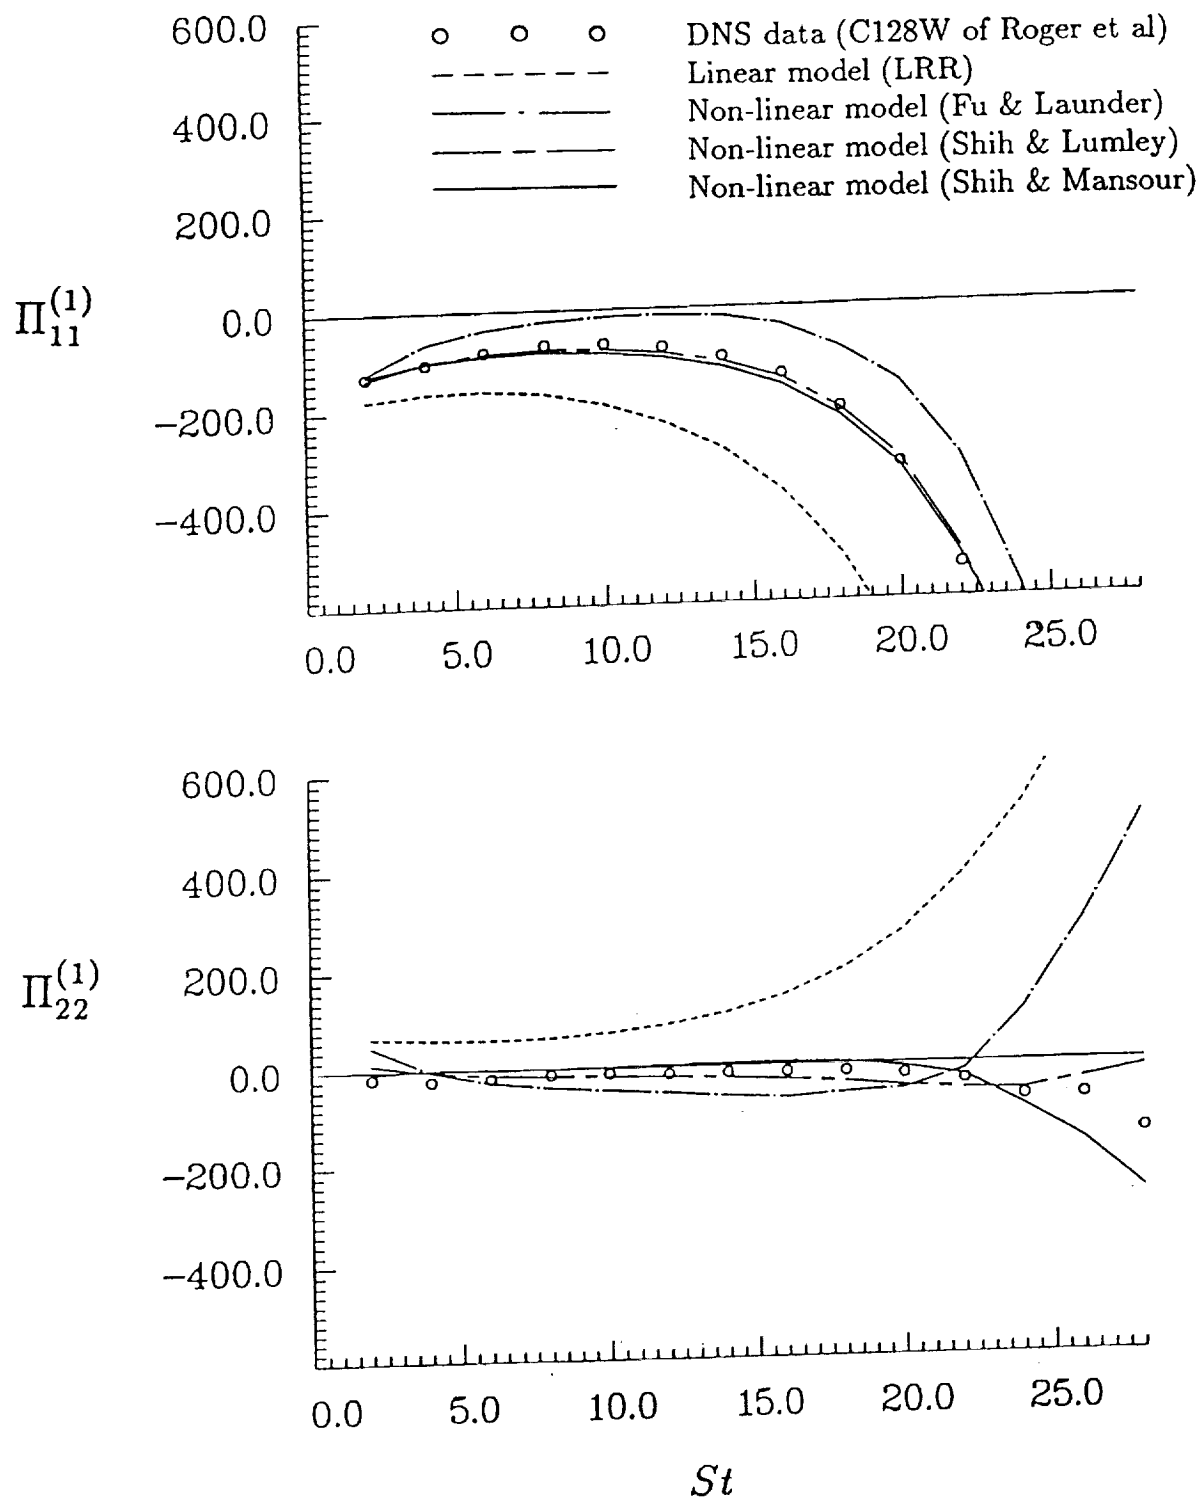 600.0
DNS data (C128W of Roger et al)
Linear model (LRR)
400.0
Non-linear model (Fu & Launder)
Non-linear model (Shih & Lumley)
Non-linear model (Shih & Mansour)
200.0
Π₁₁⁽¹⁾
0.0
−200.0
−400.0
0.0 5.0 10.0 15.0 20.0 25.0
600.0
400.0
Π₂₂⁽¹⁾
200.0
0.0
−200.0
−400.0
0.0 5.0 10.0 15.0 20.0 25.0
St